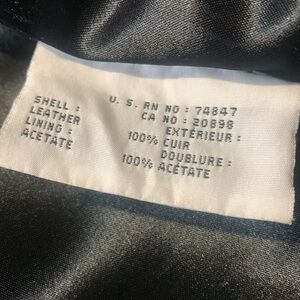 U. S. RN NO : 74847
CA NO : 20898
SHELL : EXTÉRIEUR :
LEATHER 100% CUIR
LINING : DOUBLURE :
ACETATE 100% ACÉTATE